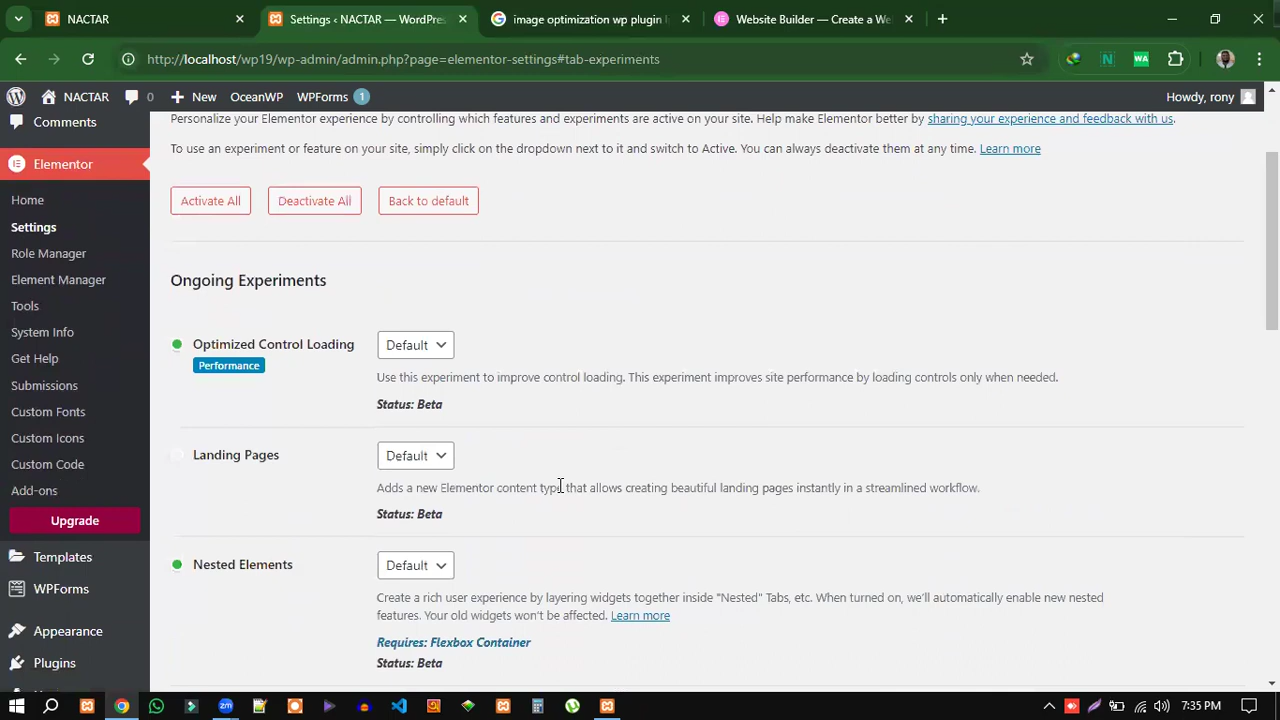 NACTAR
Settings ‹ NACTAR — WordPres
image optimization wp plugin l
Website Builder — Create a We
http://localhost/wp19/wp-admin/admin.php?page=elementor-settings#tab-experiments
NACTAR 0 New OceanWP WPForms 1 Howdy, rony
Comments
Elementor
Home
Settings
Role Manager
Element Manager
Tools
System Info
Get Help
Submissions
Custom Fonts
Custom Icons
Custom Code
Add-ons
Upgrade
Templates
WPForms
Appearance
Plugins
Personalize your Elementor experience by controlling which features and experiments are active on your site. Help make Elementor better by sharing your experience and feedback with us.
To use an experiment or feature on your site, simply click on the dropdown next to it and switch to Active. You can always deactivate them at any time. Learn more
Activate All Deactivate All Back to default
Ongoing Experiments
Optimized Control Loading Default
Performance
Use this experiment to improve control loading. This experiment improves site performance by loading controls only when needed.
Status: Beta
Landing Pages Default
Adds a new Elementor content type that allows creating beautiful landing pages instantly in a streamlined workflow.
Status: Beta
Nested Elements Default
Create a rich user experience by layering widgets together inside "Nested" Tabs, etc. When turned on, we'll automatically enable new nested
features. Your old widgets won't be affected. Learn more
Requires: Flexbox Container
Status: Beta
7:35 PM